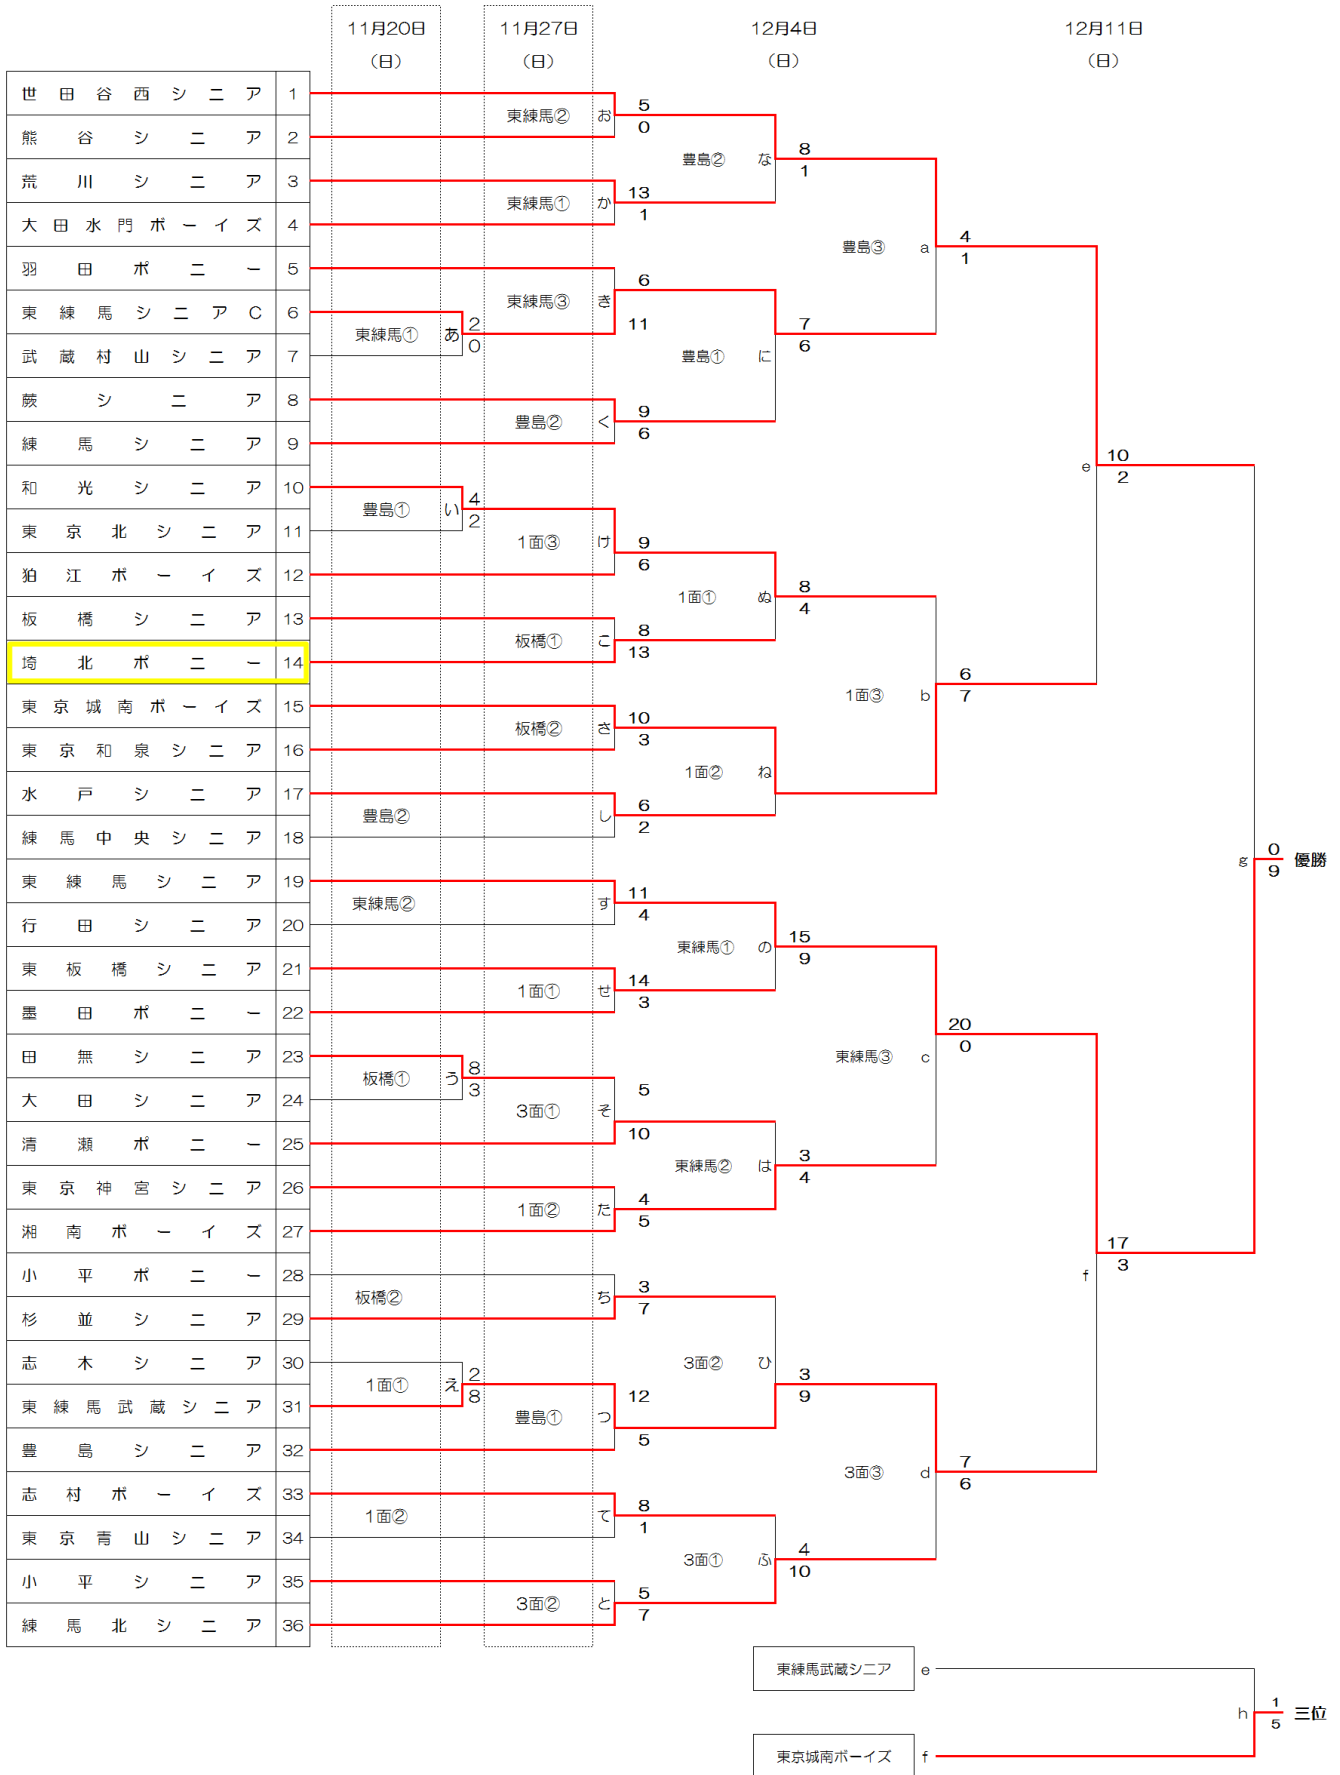 11月20日 11月27日 12月4日 12月11日
（日） （日） （日） （日）
世田谷西シニア 1
熊谷シニア 2
荒川シニア 3
大田水門ボーイズ 4
羽田ポニー 5
東練馬シニアC 6
武蔵村山シニア 7
蕨シニア 8
練馬シニア 9
和光シニア 10
東京北シニア 11
狛江ボーイズ 12
板橋シニア 13
埼北ポニー 14
東京城南ボーイズ 15
東京和泉シニア 16
水戸シニア 17
練馬中央シニア 18
東練馬シニア 19
行田シニア 20
東板橋シニア 21
墨田ポニー 22
田無シニア 23
大田シニア 24
清瀬ポニー 25
東京神宮シニア 26
湘南ボーイズ 27
小平ポニー 28
杉並シニア 29
志木シニア 30
東練馬武蔵シニア 31
豊島シニア 32
志村ボーイズ 33
東京青山シニア 34
小平シニア 35
練馬北シニア 36
東練馬① あ 2
0
豊島① い 4
2
豊島②
東練馬②
板橋① う 8
3
板橋②
1面① え 2
8
1面②
東練馬② お 5
0
東練馬① か 13
1
東練馬③ き 6
11
豊島② く 9
6
1面③ け 9
6
板橋① こ 8
13
板橋② さ 10
3
し 6
2
す 11
4
1面① せ 14
3
3面① そ 5
10
1面② た 4
5
ち 3
7
豊島① つ 12
5
て 8
1
3面② と 5
7
豊島② な 8
1
豊島① に 7
6
1面① ぬ 8
4
1面② ね
東練馬① の 15
9
東練馬② は 3
4
3面② ひ 3
9
3面① ふ 4
10
豊島③ a 4
1
1面③ b 6
7
東練馬③ c 20
0
3面③ d 7
6
e 10
2
f 17
3
g 0
9 優勝
東練馬武蔵シニア e
東京城南ボーイズ f
h 1
5 三位